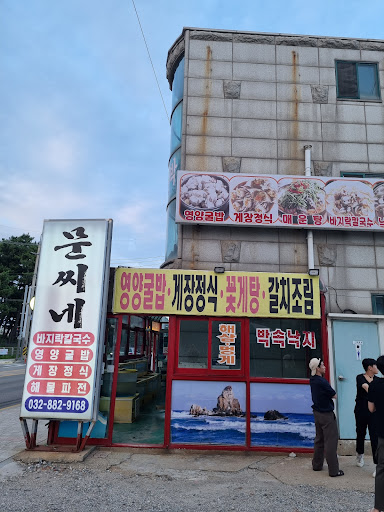 영양굴밥 게장정식 매운탕 바지락칼국수
영양굴밥·게장정식 꽃게탕·갈치조림
문씨네
바지락칼국수
영양굴밥
게장정식
해물파전
032-882-9168
박속낙지